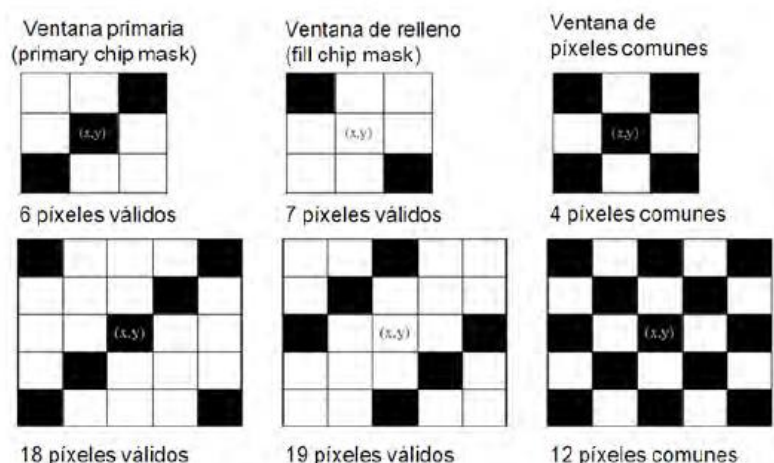 Ventana primaria
(primary chip mask)
Ventana de relleno
(fill chip mask)
Ventana de
píxeles comunes
(x,y)
(x,y)
(x,y)
6 píxeles válidos
7 píxeles válidos
4 píxeles comunes
(x,y)
(x,y)
(x,y)
18 píxeles válidos
19 píxeles válidos
12 píxeles comunes